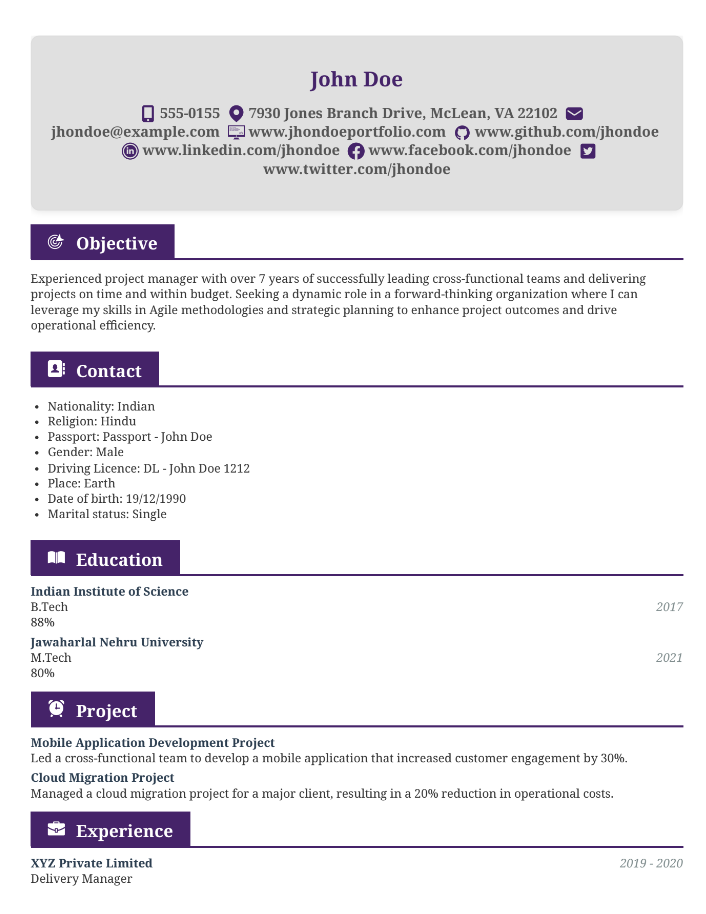 John Doe
555-0155 7930 Jones Branch Drive, McLean, VA 22102
jhondoe@example.com www.jhondoeportfolio.com www.github.com/jhondoe
www.linkedin.com/jhondoe www.facebook.com/jhondoe
www.twitter.com/jhondoe
Objective
Experienced project manager with over 7 years of successfully leading cross-functional teams and delivering
projects on time and within budget. Seeking a dynamic role in a forward-thinking organization where I can
leverage my skills in Agile methodologies and strategic planning to enhance project outcomes and drive
operational efficiency.
Contact
• Nationality: Indian
• Religion: Hindu
• Passport: Passport - John Doe
• Gender: Male
• Driving Licence: DL - John Doe 1212
• Place: Earth
• Date of birth: 19/12/1990
• Marital status: Single
Education
Indian Institute of Science
B.Tech 2017
88%
Jawaharlal Nehru University
M.Tech 2021
80%
Project
Mobile Application Development Project
Led a cross-functional team to develop a mobile application that increased customer engagement by 30%.
Cloud Migration Project
Managed a cloud migration project for a major client, resulting in a 20% reduction in operational costs.
Experience
XYZ Private Limited 2019 - 2020
Delivery Manager